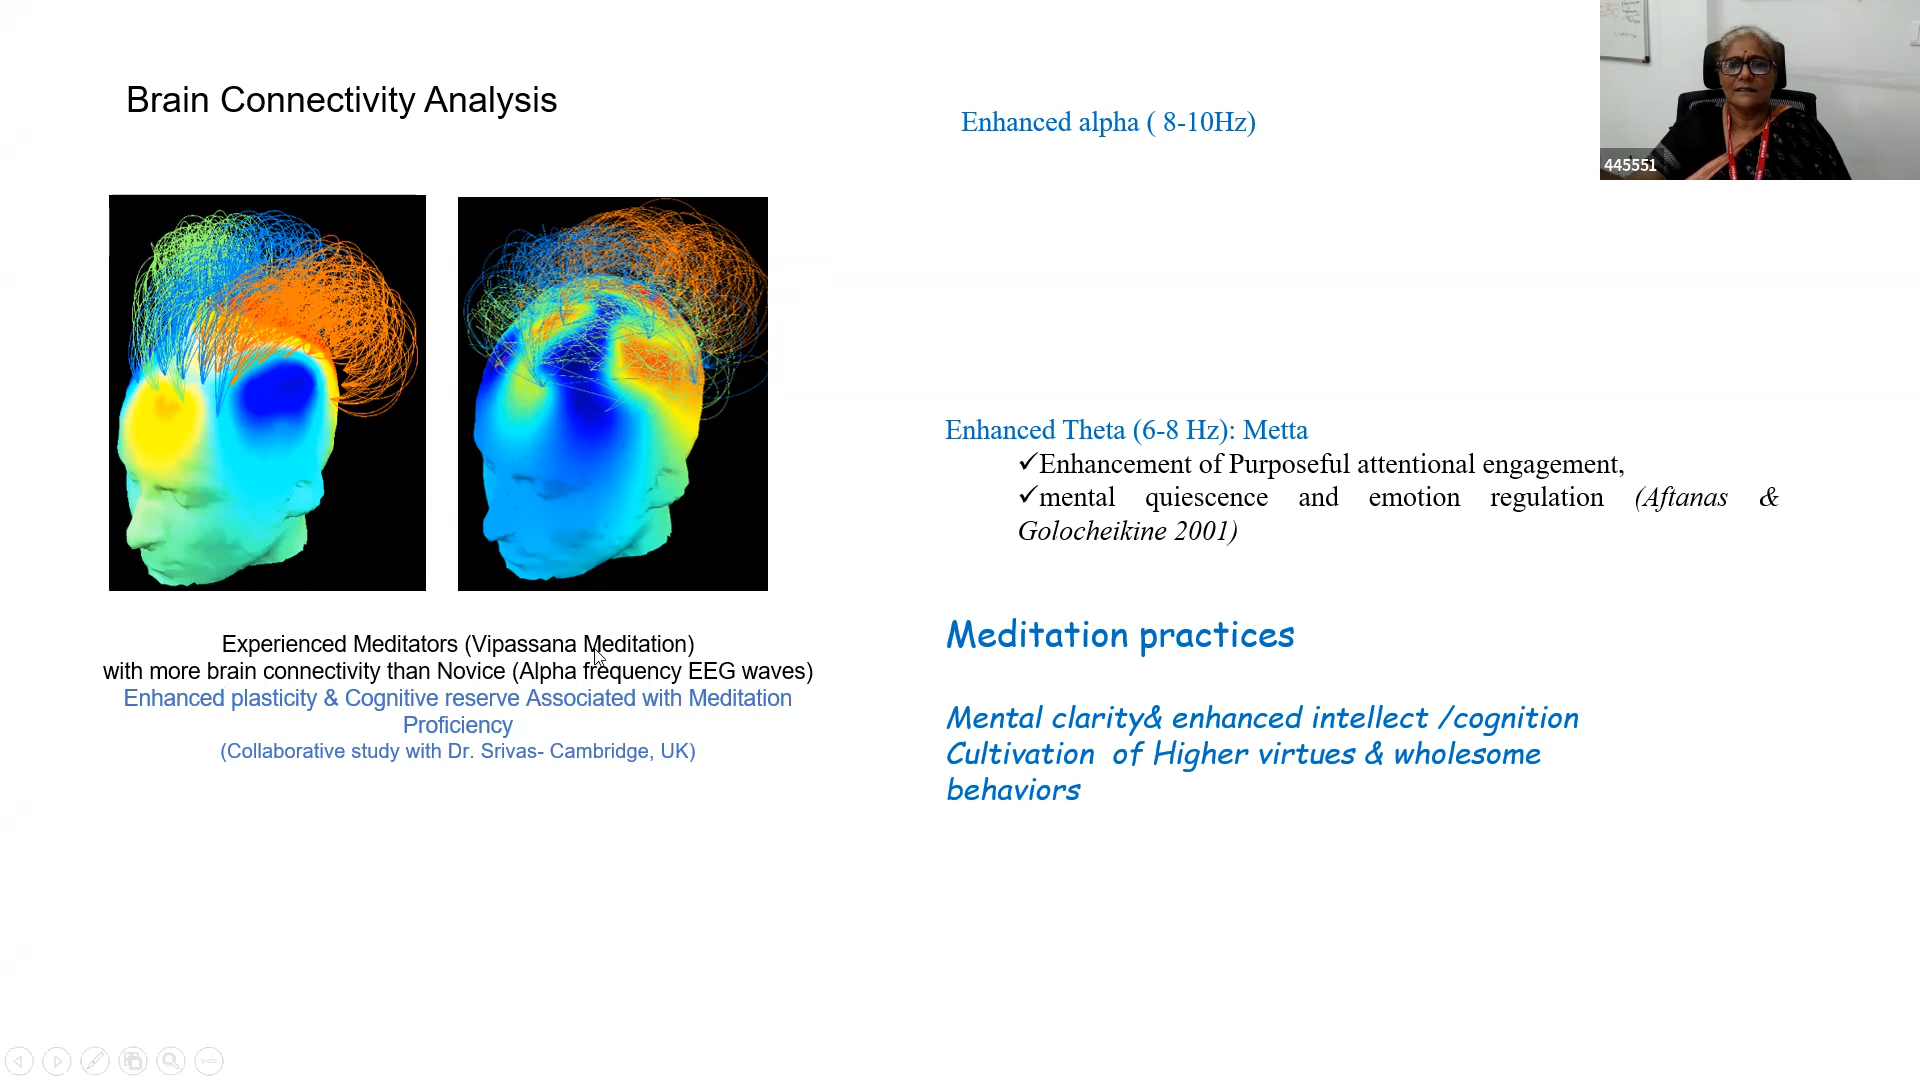 Brain Connectivity Analysis
Experienced Meditators (Vipassana Meditation)
with more brain connectivity than Novice (Alpha frequency EEG waves)
Enhanced plasticity & Cognitive reserve Associated with Meditation
Proficiency
(Collaborative study with Dr. Srivas- Cambridge, UK)
Enhanced alpha ( 8-10Hz)
Enhanced Theta (6-8 Hz): Metta
✓Enhancement of Purposeful attentional engagement,
✓mental quiescence and emotion regulation (Aftanas &
Golocheikine 2001)
Meditation practices
Mental clarity& enhanced intellect /cognition
Cultivation of Higher virtues & wholesome
behaviors
445551